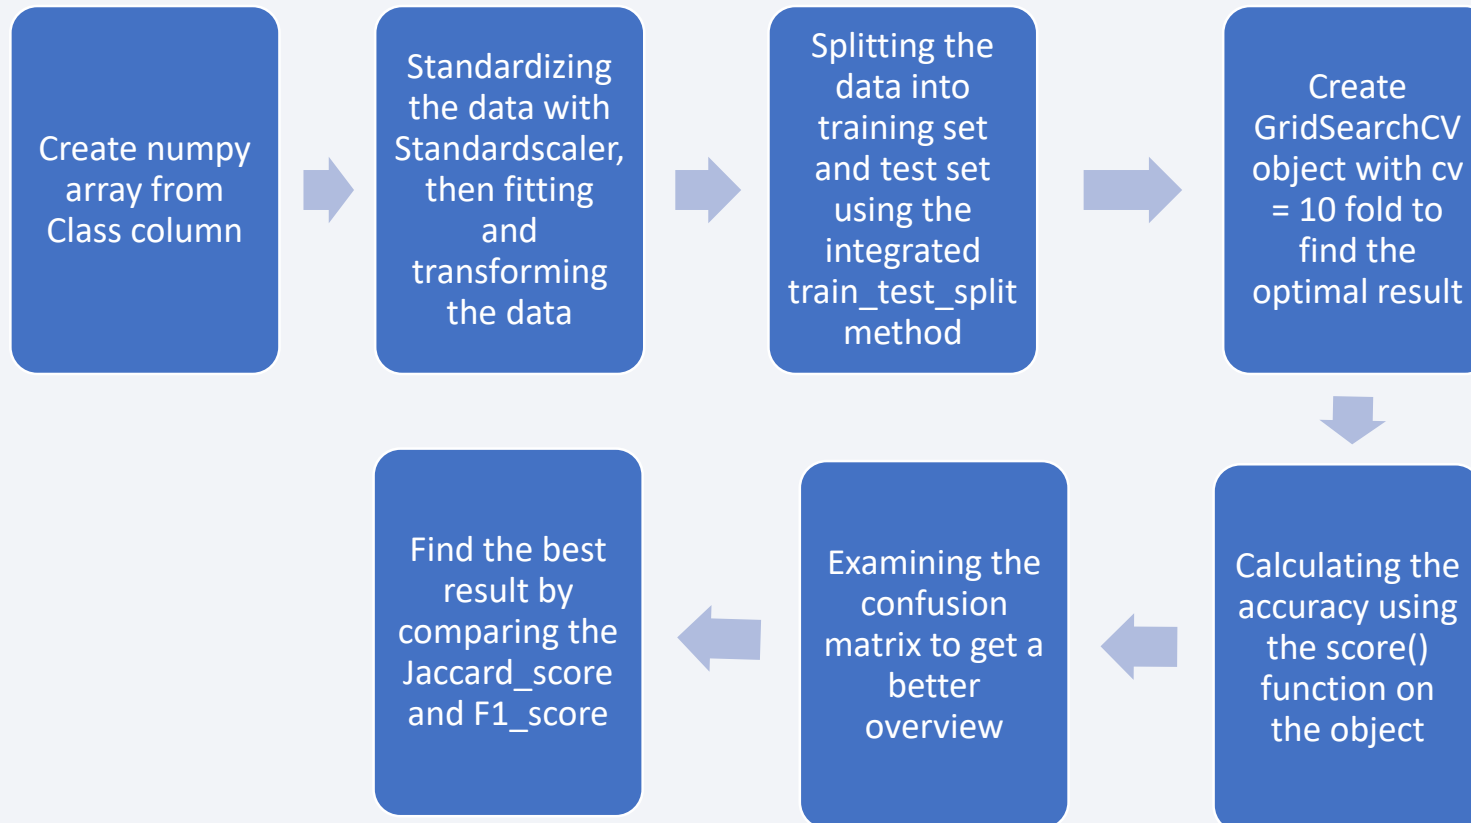 Create numpy
array from
Class column
Standardizing
the data with
Standardscaler,
then fitting
and
transforming
the data
Splitting the
data into
training set
and test set
using the
integrated
train_test_split
method
Create
GridSearchCV
object with cv
= 10 fold to
find the
optimal result
Calculating the
accuracy using
the score()
function on
the object
Examining the
confusion
matrix to get a
better
overview
Find the best
result by
comparing the
Jaccard_score
and F1_score